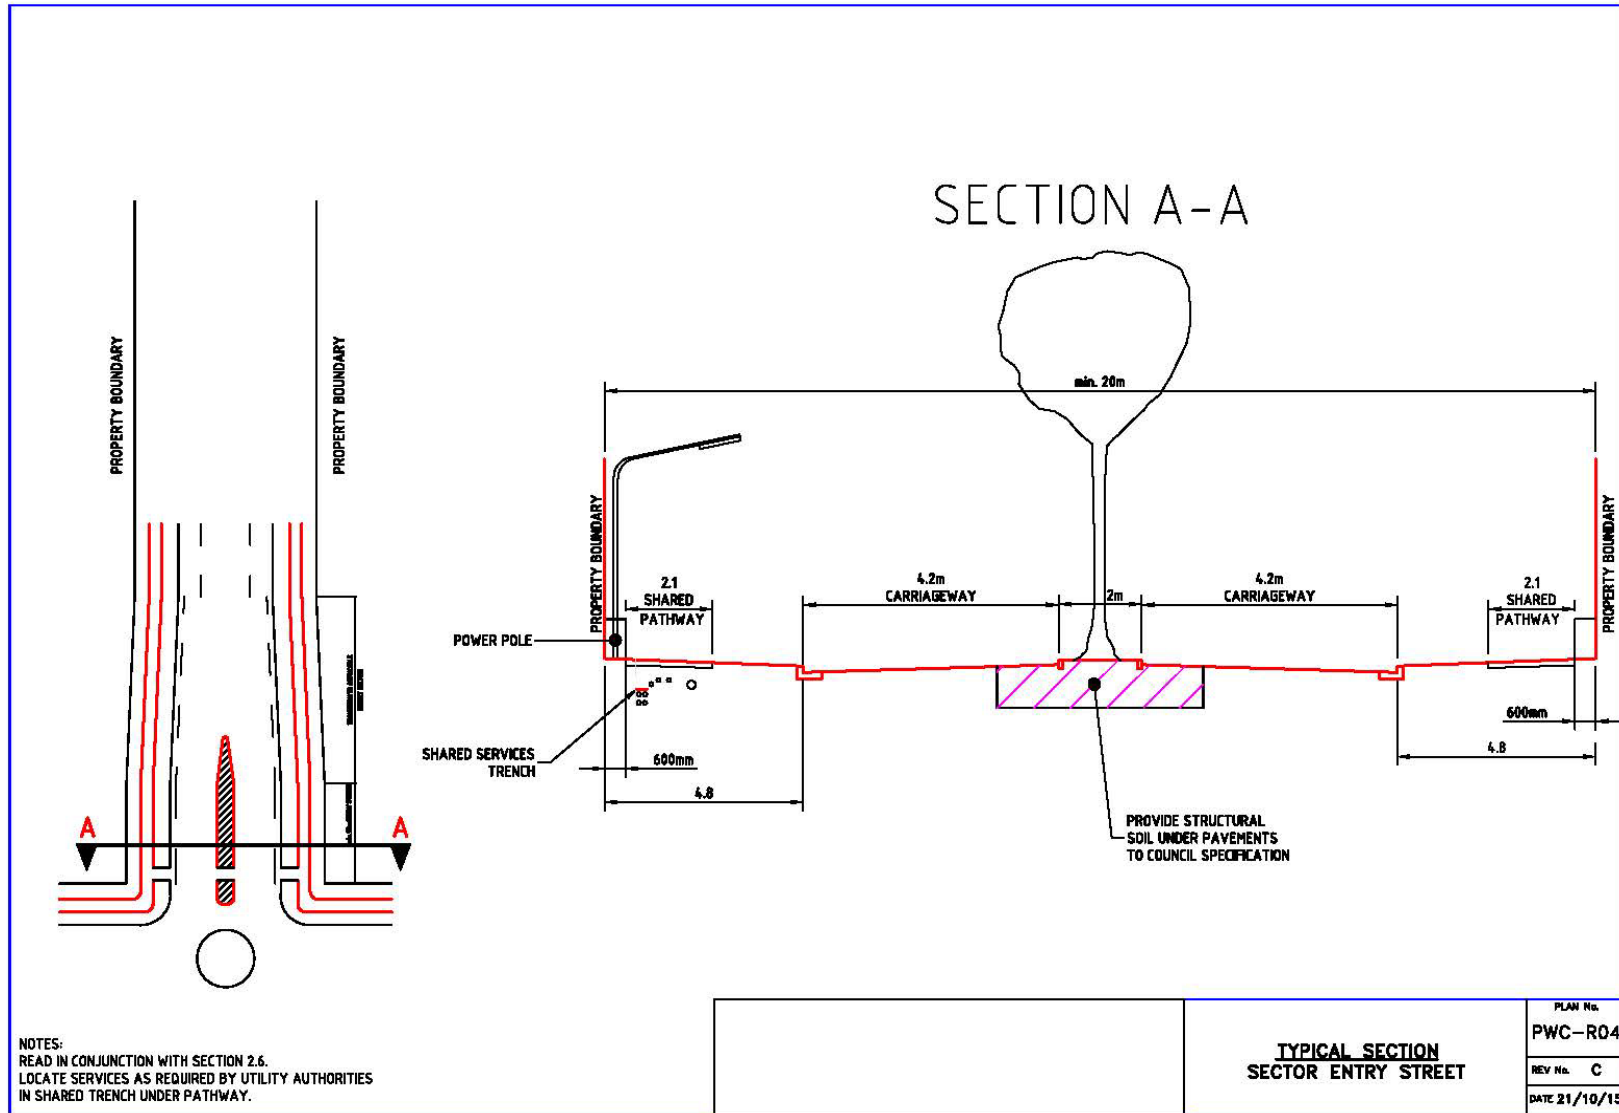 SECTION A-A
min. 20m
PROPERTY BOUNDARY
PROPERTY BOUNDARY
PROPERTY BOUNDARY
PROPERTY BOUNDARY
2.1
SHARED
PATHWAY
4.2m
CARRIAGEWAY
2m
4.2m
CARRIAGEWAY
2.1
SHARED
PATHWAY
POWER POLE
SHARED SERVICES
TRENCH
600mm
4.8
600mm
4.8
PROVIDE STRUCTURAL
SOIL UNDER PAVEMENTS
TO COUNCIL SPECIFICATION
A
A
NOTES:
READ IN CONJUNCTION WITH SECTION 2.6.
LOCATE SERVICES AS REQUIRED BY UTILITY AUTHORITIES
IN SHARED TRENCH UNDER PATHWAY.
TYPICAL SECTION
SECTOR ENTRY STREET
PLAN No.
PWC-R04
REV No. C
DATE 21/10/15